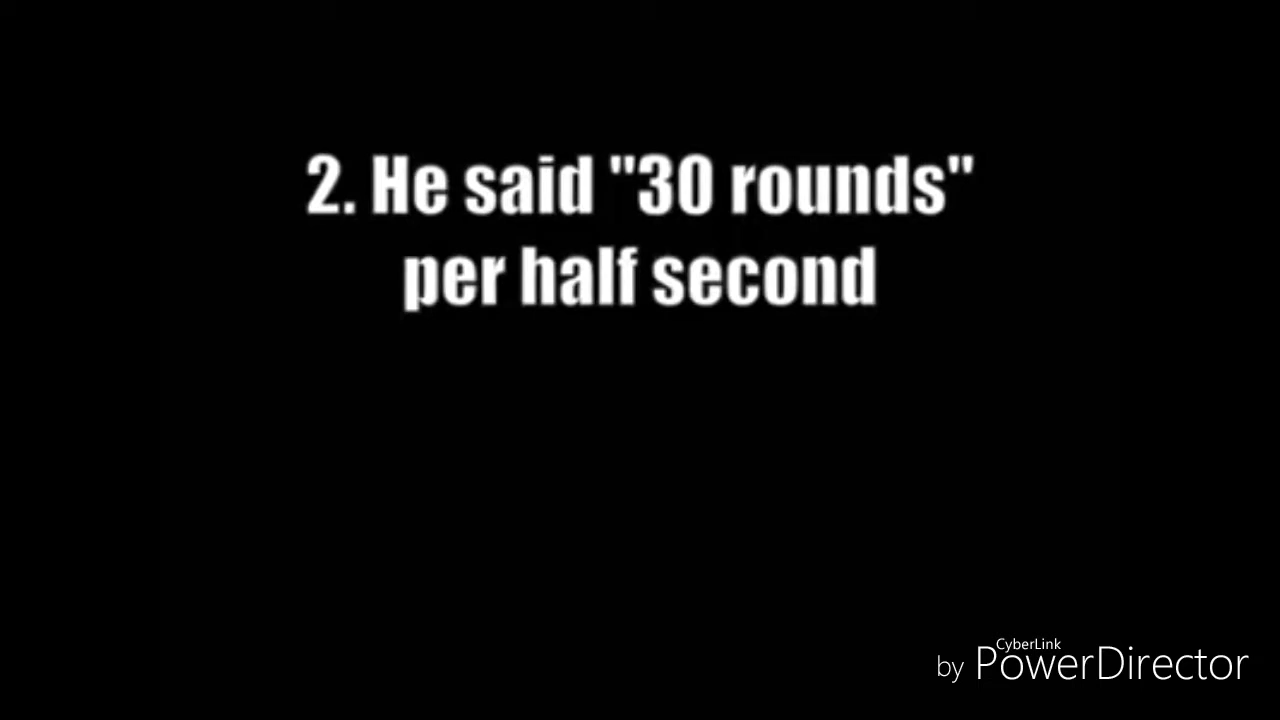 2. He said "30 rounds"
per half second
CyberLink
by PowerDirector